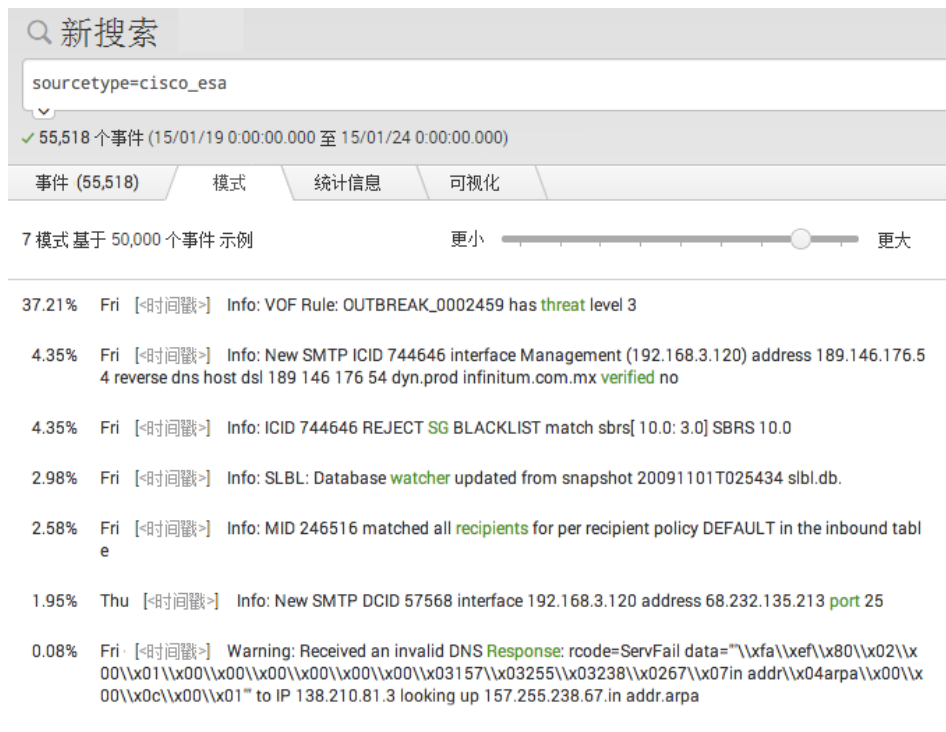 新搜索
sourcetype=cisco_esa
✓ 55,518 个事件 (15/01/19 0:00:00.000 至 15/01/24 0:00:00.000)
事件 (55,518) 模式 统计信息 可视化
7 模式 基于 50,000 个事件 示例 更小 更大
37.21% Fri [<时间戳>] Info: VOF Rule: OUTBREAK_0002459 has threat level 3
4.35% Fri [<时间戳>] Info: New SMTP ICID 744646 interface Management (192.168.3.120) address 189.146.176.5
4 reverse dns host dsl 189 146 176 54 dyn.prod infinitum.com.mx verified no
4.35% Fri [<时间戳>] Info: ICID 744646 REJECT SG BLACKLIST match sbrs[ 10.0: 3.0] SBRS 10.0
2.98% Fri [<时间戳>] Info: SLBL: Database watcher updated from snapshot 20091101T025434 slbl.db.
2.58% Fri [<时间戳>] Info: MID 246516 matched all recipients for per recipient policy DEFAULT in the inbound tabl
e
1.95% Thu [<时间戳>] Info: New SMTP DCID 57568 interface 192.168.3.120 address 68.232.135.213 port 25
0.08% Fri [<时间戳>] Warning: Received an invalid DNS Response: rcode=ServFail data="'\\xfa\\xef\\x80\\x02\\x
00\\x01\\x00\\x00\\x00\\x00\\x00\\x00\\x03157\\x03255\\x03238\\x0267\\x07in addr\\x04arpa\\x00\\x
00\\x0c\\x00\\x01'" to IP 138.210.81.3 looking up 157.255.238.67.in addr.arpa